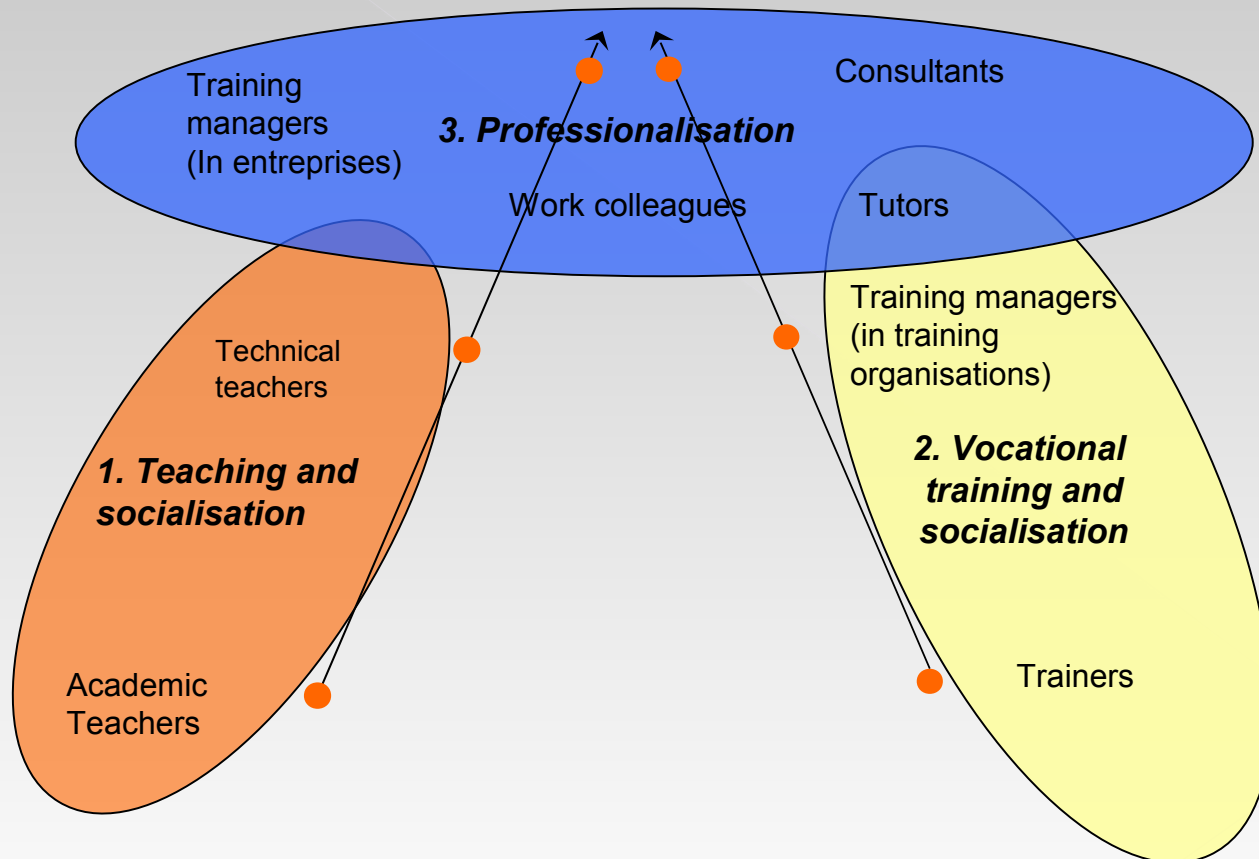 Training
managers
(In entreprises)
Consultants
3. Professionalisation
Work colleagues
Tutors
Technical
teachers
1. Teaching and
socialisation
Academic
Teachers
Training managers
(in training
organisations)
2. Vocational
training and
socialisation
Trainers